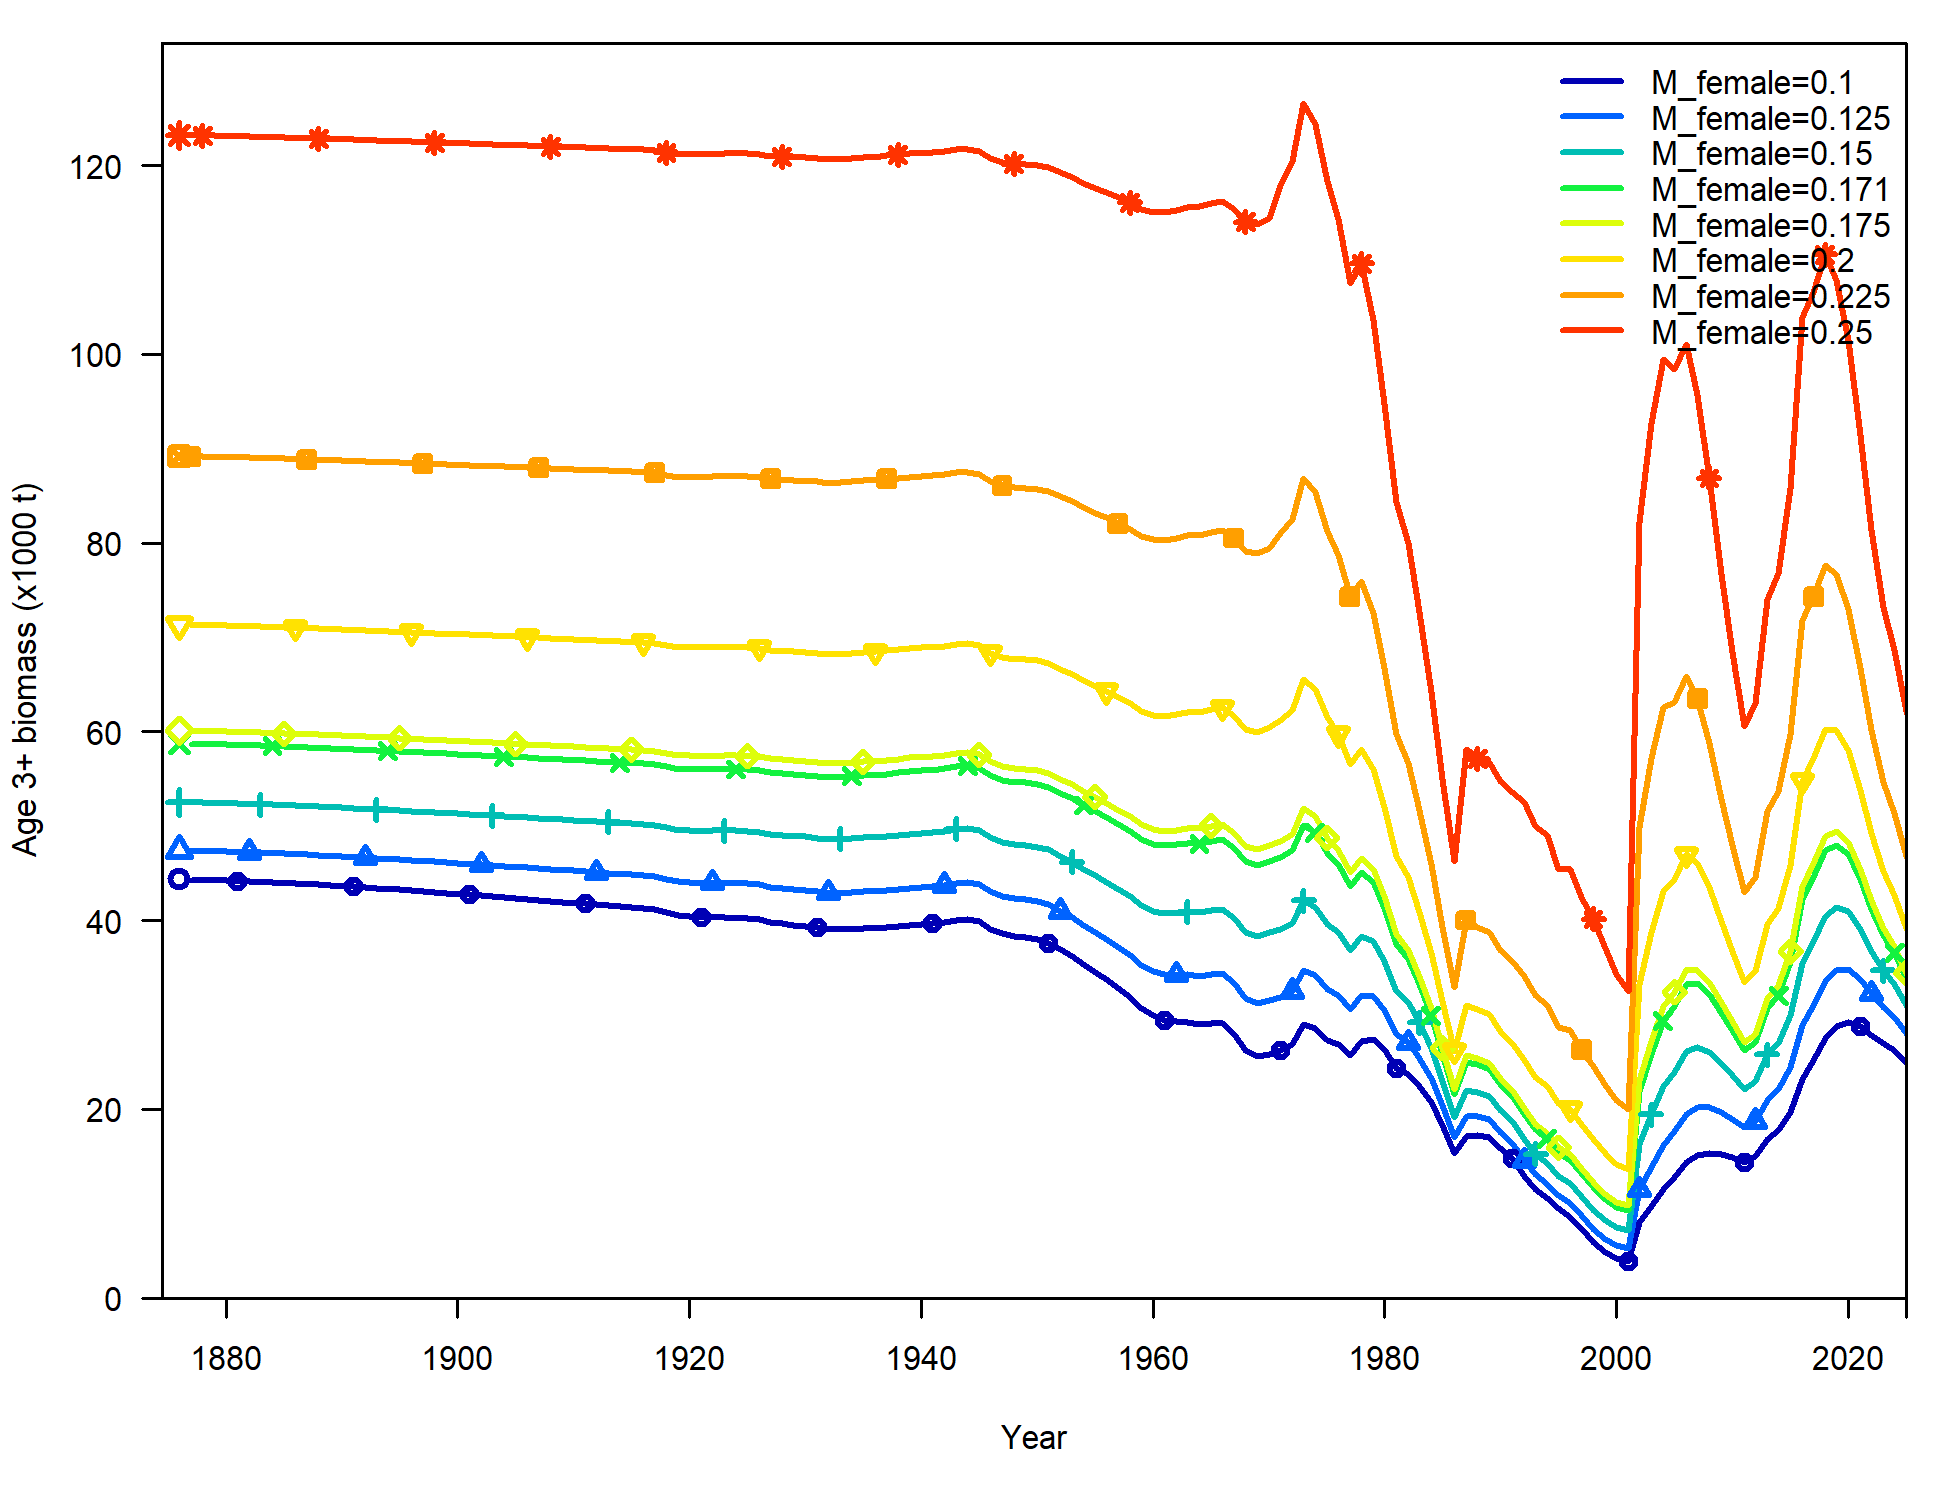 M_female=0.1
M_female=0.125
M_female=0.15
M_female=0.171
M_female=0.175
M_female=0.2
M_female=0.225
M_female=0.25
Age 3+ biomass (x1000 t)
120
100
80
60
40
20
0
1880 1900 1920 1940 1960 1980 2000 2020
Year